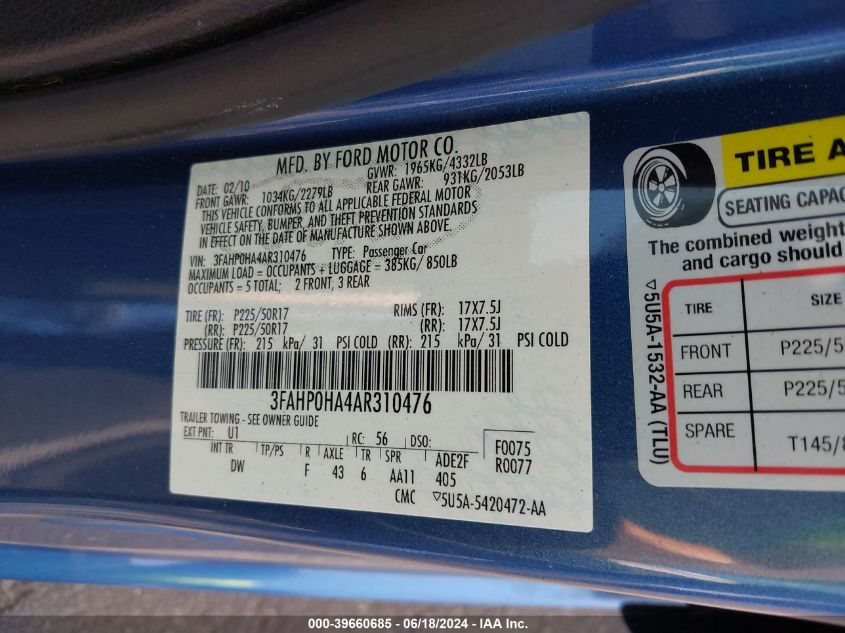 MFD. BY FORD MOTOR CO.
DATE: 02/10 GVWR: 1965KG/4332LB
FRONT GAWR: 1034KG/2279LB REAR GAWR: 931KG/2053LB
THIS VEHICLE CONFORMS TO ALL APPLICABLE FEDERAL MOTOR
VEHICLE SAFETY, BUMPER, AND THEFT PREVENTION STANDARDS
IN EFFECT ON THE DATE OF MANUFACTURE SHOWN ABOVE.
VIN: 3FAHP0HA4AR310476 TYPE: Passenger Car
MAXIMUM LOAD = OCCUPANTS + LUGGAGE = 385KG/ 850LB
OCCUPANTS = 5 TOTAL; 2 FRONT, 3 REAR
TIRE (FR): P225/50R17 RIMS (FR): 17X7.5J
(RR): P225/50R17 (RR): 17X7.5J
PRESSURE (FR): 215 kPa/ 31 PSI COLD (RR): 215 kPa/ 31 PSI COLD
3FAHP0HA4AR310476
TRAILER TOWING - SEE OWNER GUIDE
EXT PNT: U1 RC: 56 DSO: F0075
R0077
INT TR TP/PS R AXLE TR SPR ADE2F
DW F 43 6 AA11 405
CMC ▽5U5A-5420472-AA
TIRE A
SEATING CAPAC
The combined weight
and cargo should
▽5U5A-1532-AA (TLU)
TIRE SIZE
FRONT P225/5
REAR P225/5
SPARE T145/8
000-39660685 - 06/18/2024 - IAA Inc.